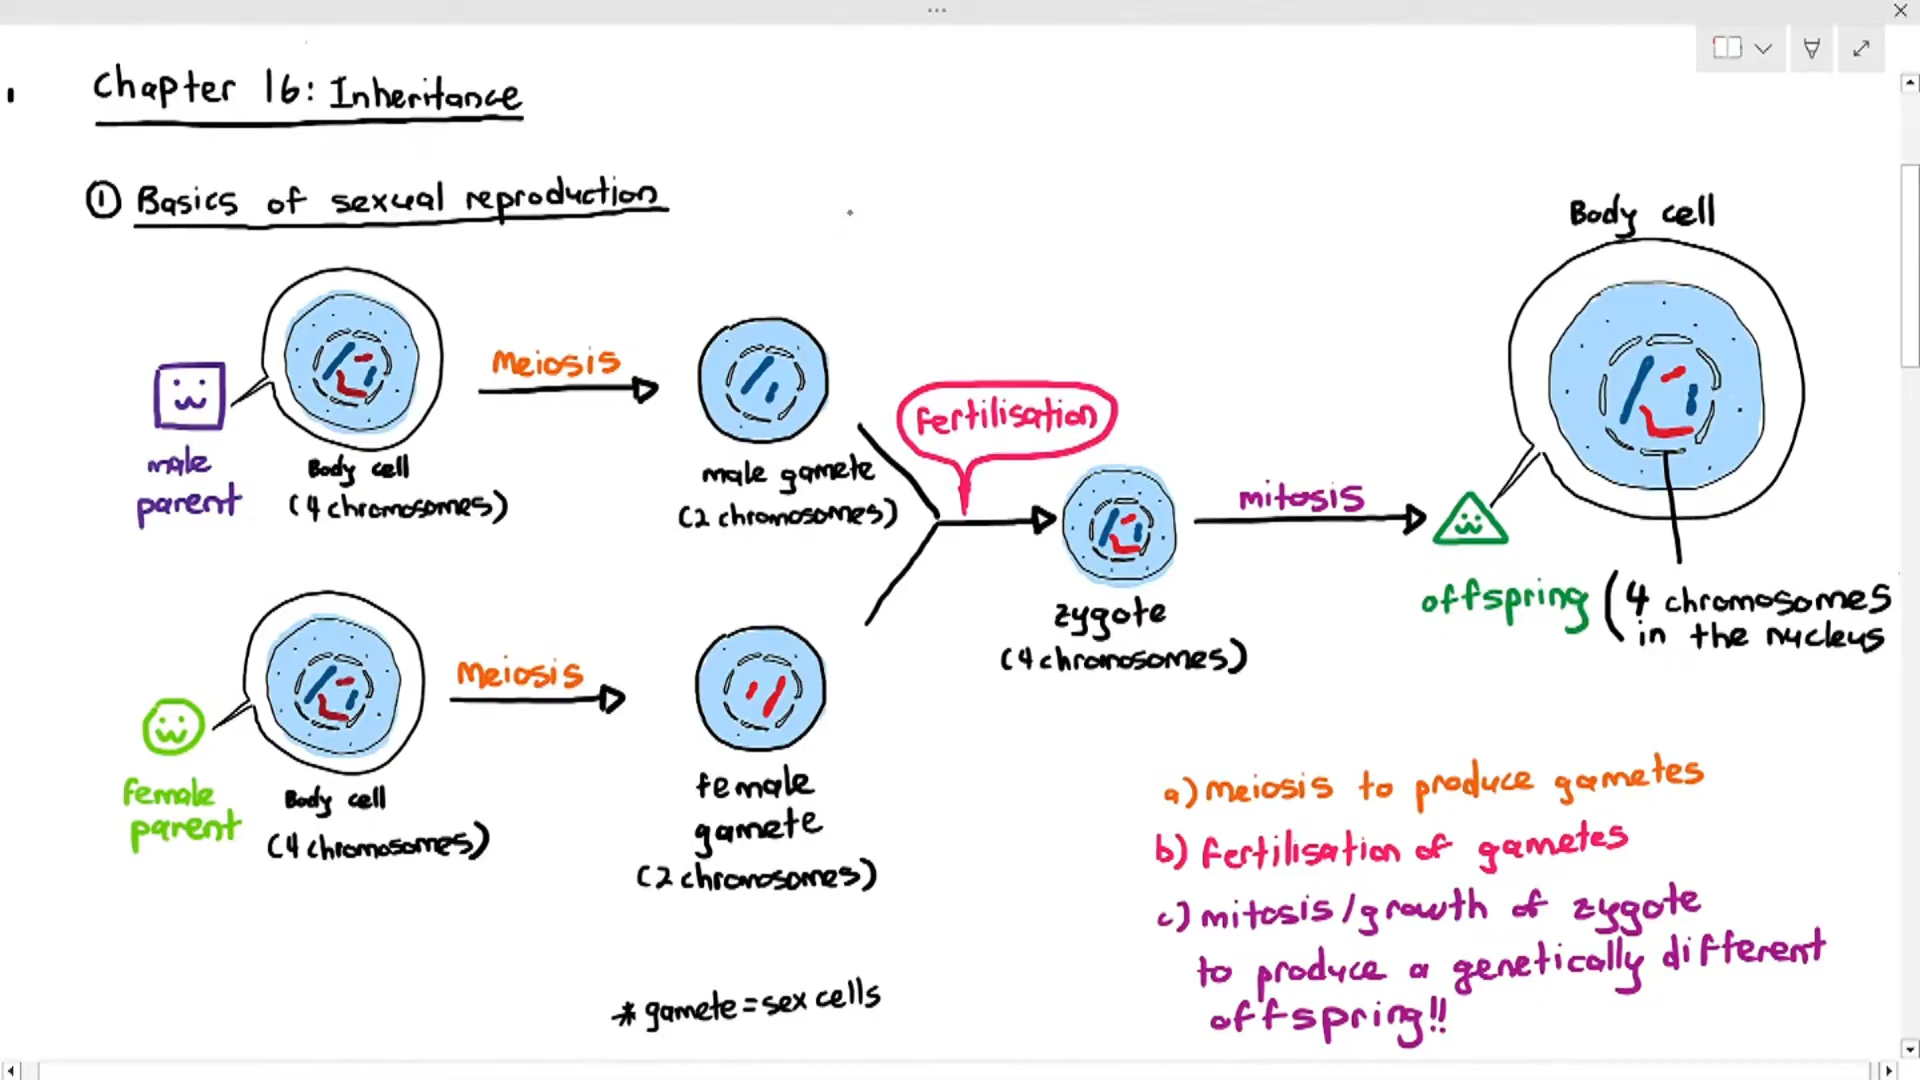 Chapter 16: Inheritance
① Basics of sexual reproduction
Body cell
Meiosis
Fertilisation
male
parent
Body cell
(4 chromosomes)
male gamete
(2 chromosomes)
mitosis
zygote
(4 chromosomes)
offspring
(4 chromosomes
in the nucleus
Meiosis
female
parent
Body cell
(4 chromosomes)
female
gamete
(2 chromosomes)
a) meiosis to produce gametes
b) fertilisation of gametes
c) mitosis/growth of zygote
to produce a genetically different
offspring!!
* gamete = sex cells